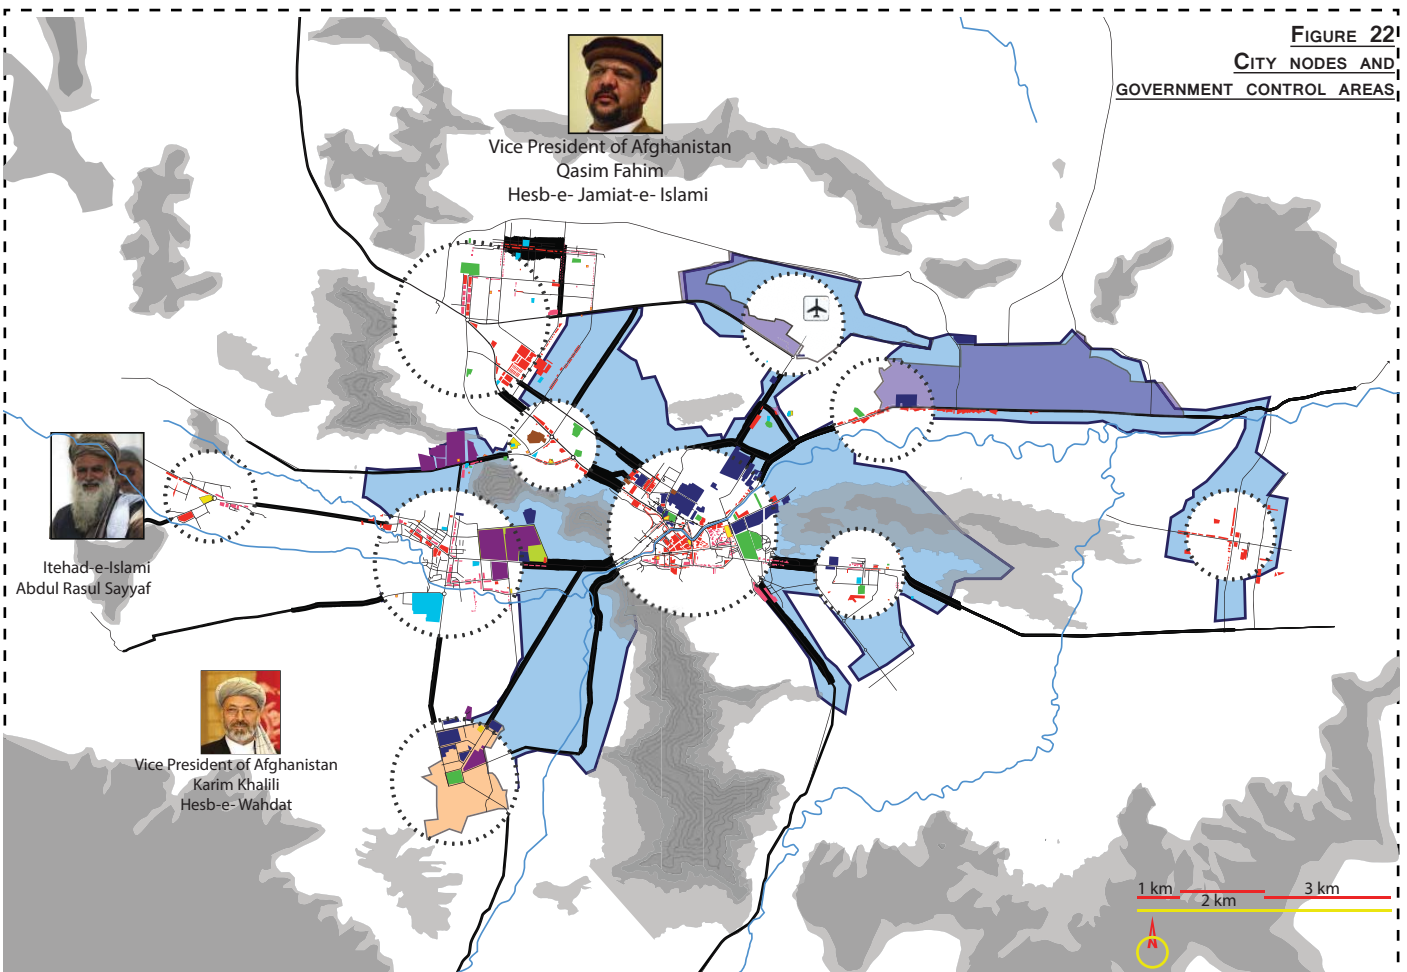 FIGURE 22
CITY NODES AND
GOVERNMENT CONTROL AREAS
Vice President of Afghanistan
Qasim Fahim
Hesb-e- Jamiat-e- Islami
Itehad-e-Islami
Abdul Rasul Sayyaf
Vice President of Afghanistan
Karim Khalili
Hesb-e- Wahdat
1 km
3 km
2 km
N